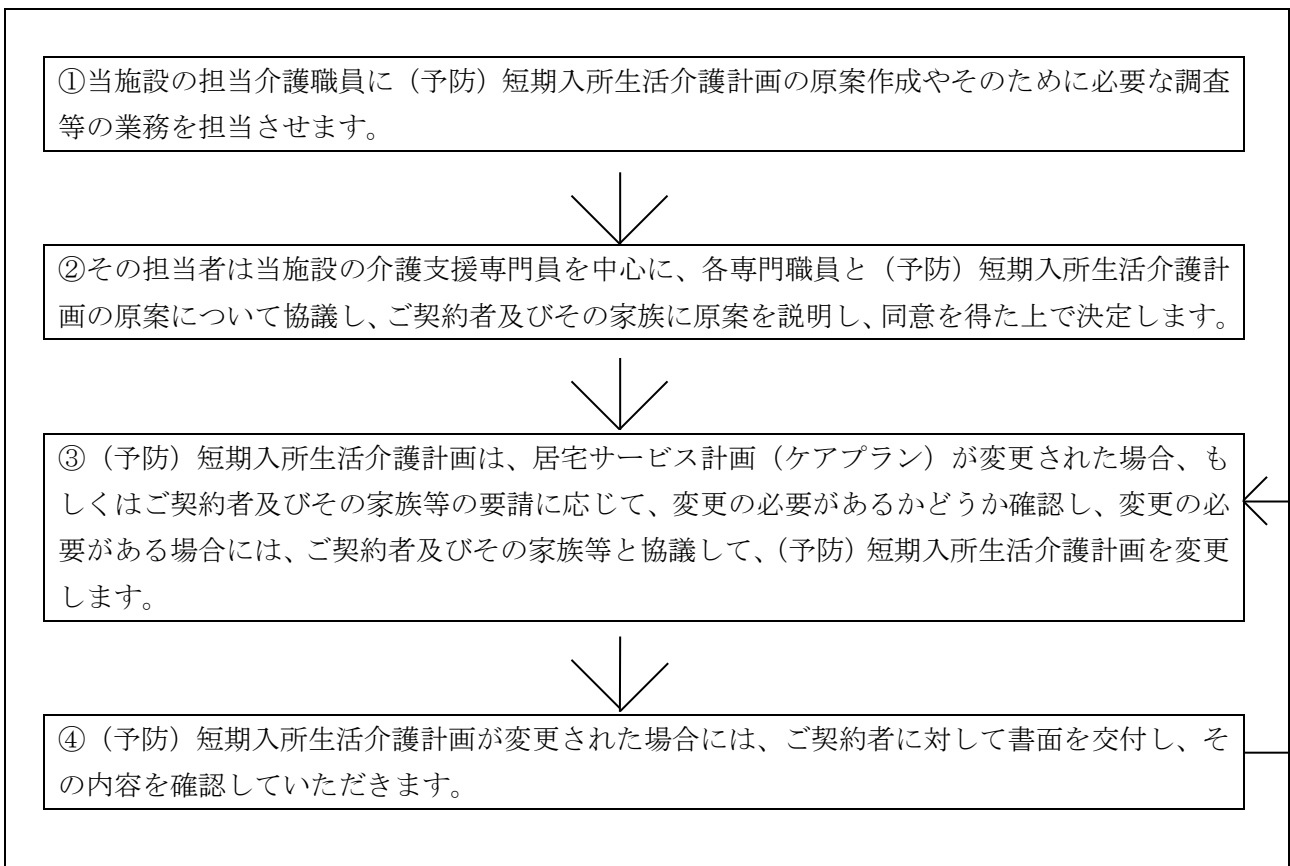 ①当施設の担当介護職員に（予防）短期入所生活介護計画の原案作成やそのために必要な調査
等の業務を担当させます。
②その担当者は当施設の介護支援専門員を中心に、各専門職員と（予防）短期入所生活介護計
画の原案について協議し、ご契約者及びその家族に原案を説明し、同意を得た上で決定します。
③（予防）短期入所生活介護計画は、居宅サービス計画（ケアプラン）が変更された場合、も
しくはご契約者及びその家族等の要請に応じて、変更の必要があるかどうか確認し、変更の必
要がある場合には、ご契約者及びその家族等と協議して、（予防）短期入所生活介護計画を変更
します。
④（予防）短期入所生活介護計画が変更された場合には、ご契約者に対して書面を交付し、そ
の内容を確認していただきます。